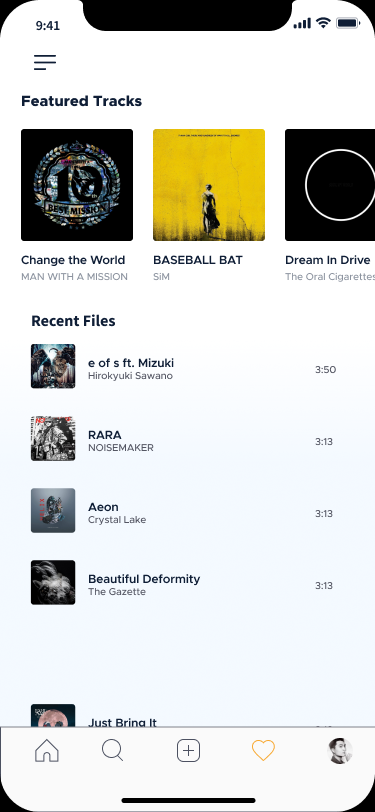 9:41
Featured Tracks
BEST MISSION
Change the World
MAN WITH A MISSION
BASEBALL BAT
SiM
Dream In Drive
The Oral Cigarettes
Recent Files
e of s ft. Mizuki
Hirokyuki Sawano
3:50
RARA
NOISEMAKER
3:13
Aeon
Crystal Lake
3:13
Beautiful Deformity
The Gazette
3:13
Just Bring It